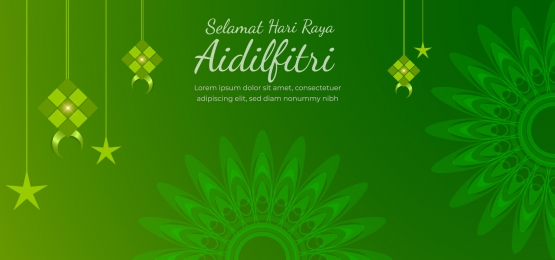 Selamat Hari Raya
Aidilfitri
Lorem ipsum dolor sit amet, consectetuer
adipiscing elit, sed diam nonummy nibh